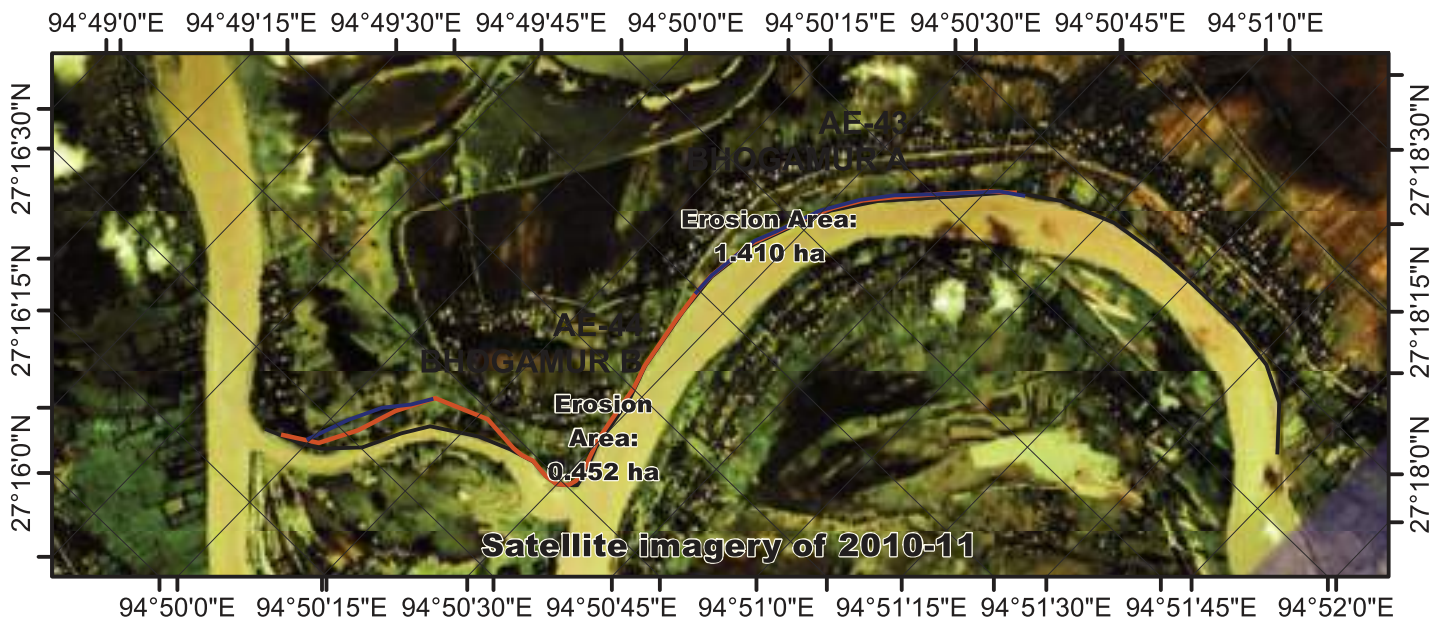 94°49'0"E 94°49'15"E 94°49'30"E 94°49'45"E 94°50'0"E 94°50'15"E 94°50'30"E 94°50'45"E 94°51'0"E
27°16'30"N
27°16'15"N
27°16'0"N
AE-43
BHOGAMUR A
Erosion Area:
1.410 ha
AE-44
BHOGAMUR B
Erosion
Area:
0.452 ha
Satellite imagery of 2010-11
27°18'30"N
27°18'15"N
27°18'0"N
94°50'0"E 94°50'15"E 94°50'30"E 94°50'45"E 94°51'0"E 94°51'15"E 94°51'30"E 94°51'45"E 94°52'0"E